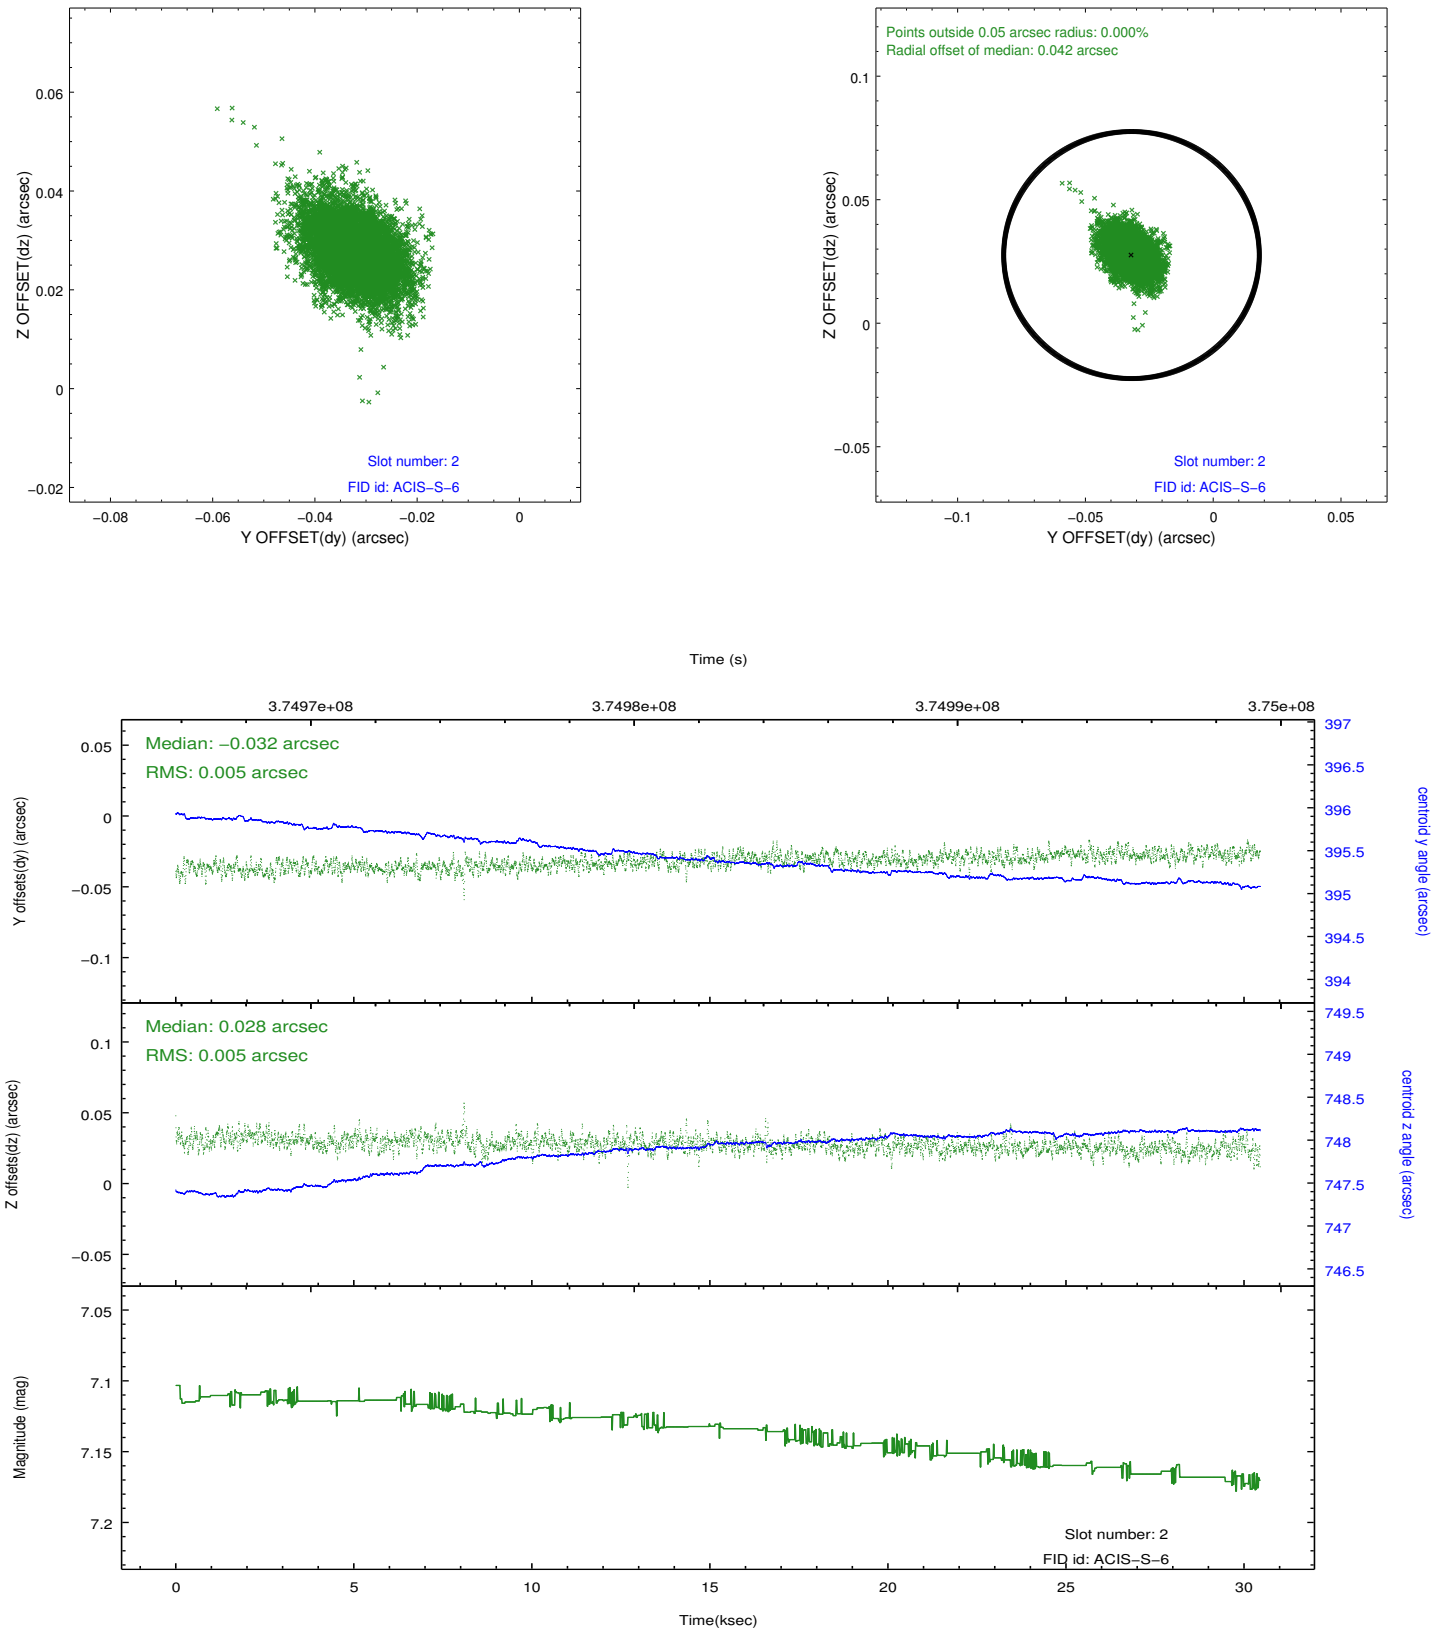 0.06
0.04
0.02
0
−0.02
Z OFFSET(dz) (arcsec)
Slot number: 2
FID id: ACIS−S−6
−0.08 −0.06 −0.04 −0.02 0
Y OFFSET(dy) (arcsec)
Points outside 0.05 arcsec radius: 0.000%
Radial offset of median: 0.042 arcsec
0.1
0.05
0
−0.05
Z OFFSET(dz) (arcsec)
Slot number: 2
FID id: ACIS−S−6
−0.1 −0.05 0 0.05
Y OFFSET(dy) (arcsec)
Time (s)
3.7497e+08 3.7498e+08 3.7499e+08 3.75e+08
Median: −0.032 arcsec
RMS: 0.005 arcsec
0.05
0
−0.05
−0.1
Y offsets(dy) (arcsec)
397
396.5
396
395.5
395
394.5
394
centroid y angle (arcsec)
Median: 0.028 arcsec
RMS: 0.005 arcsec
0.1
0.05
0
−0.05
Z offsets(dz) (arcsec)
749.5
749
748.5
748
747.5
747
746.5
centroid z angle (arcsec)
7.05
7.1
7.15
7.2
Magnitude (mag)
Slot number: 2
FID id: ACIS−S−6
0 5 10 15 20 25 30
Time(ksec)